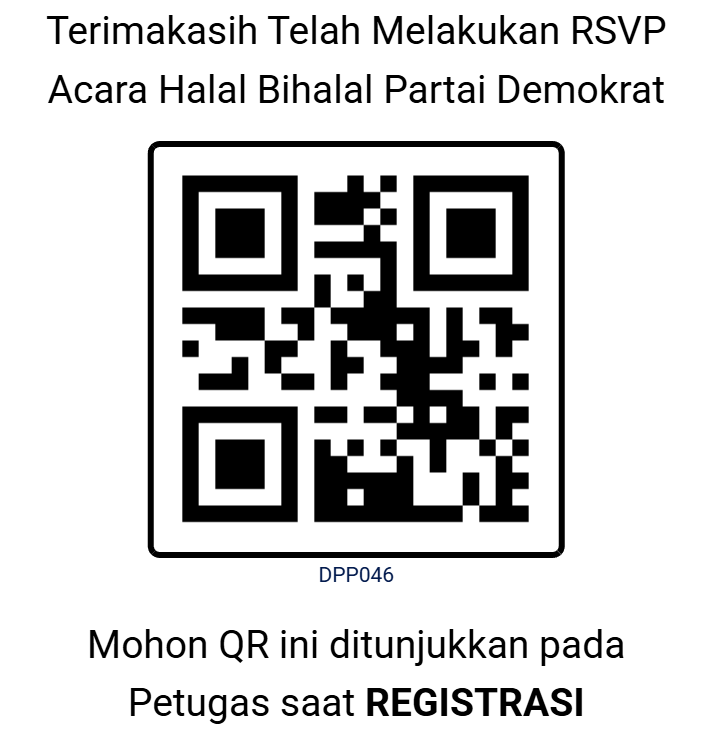 Terimakasih Telah Melakukan RSVP
Acara Halal Bihalal Partai Demokrat
DPP046
Mohon QR ini ditunjukkan pada
Petugas saat REGISTRASI